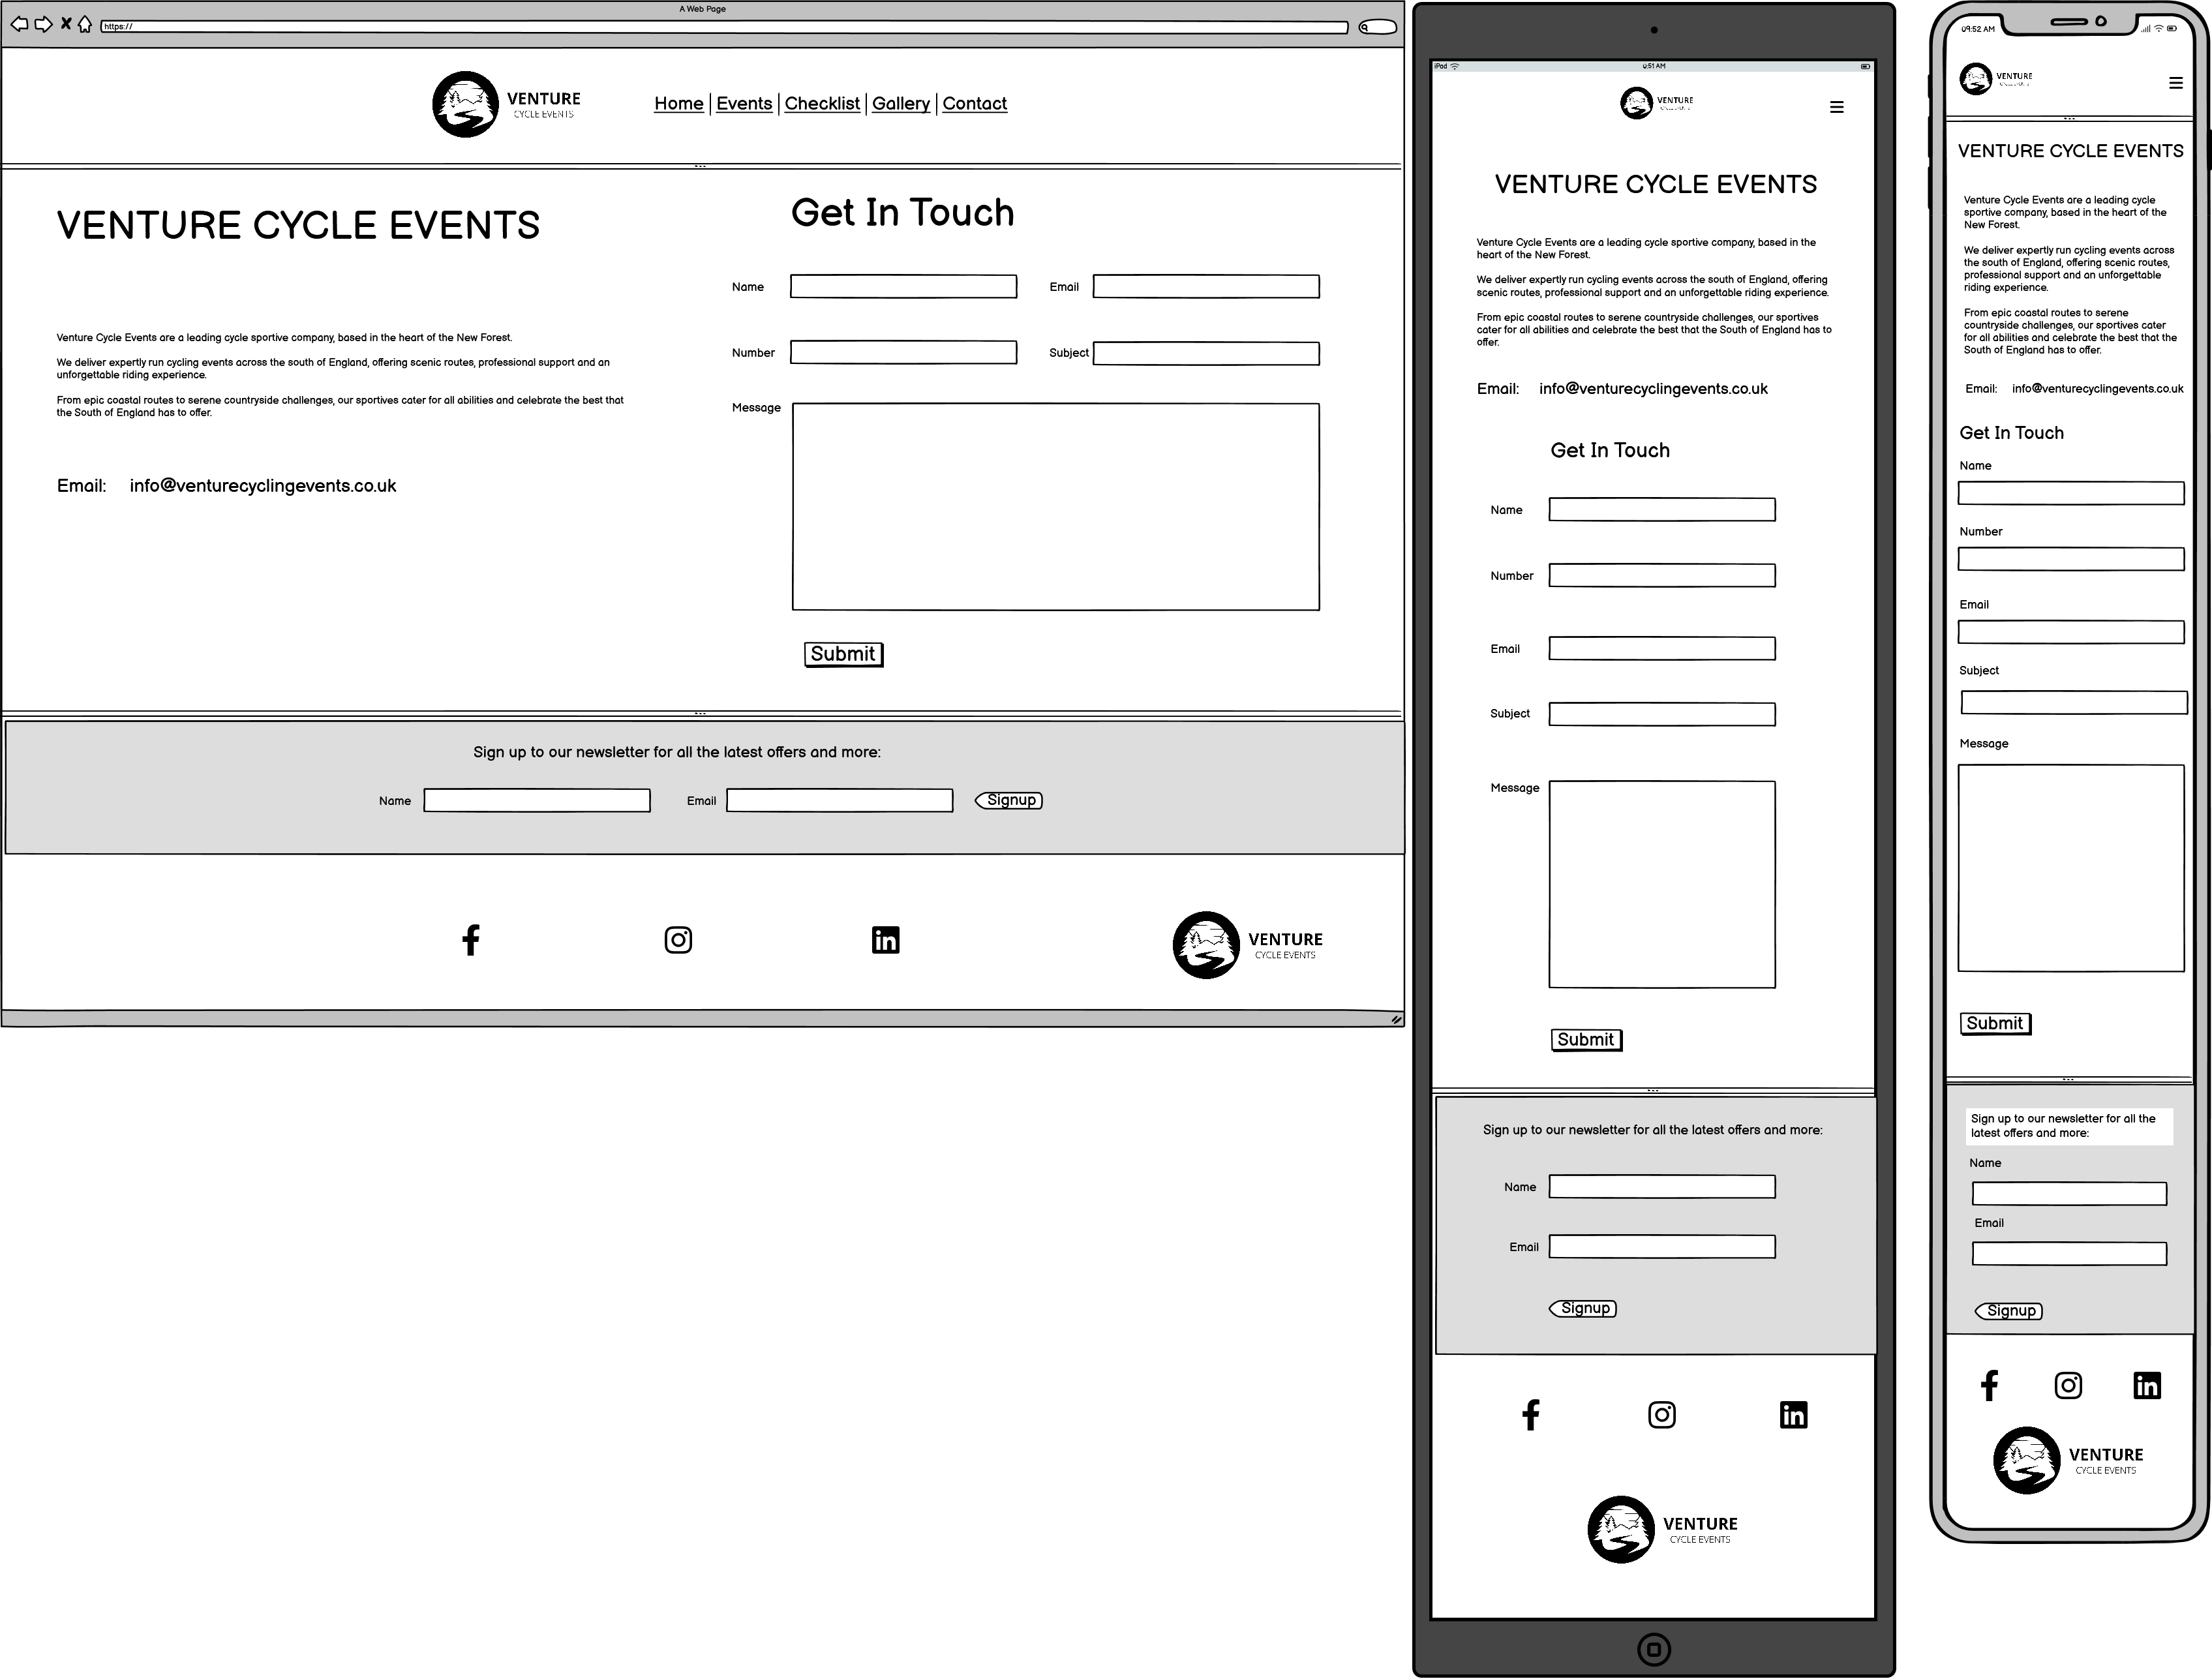 A Web Page
https://
VENTURE
CYCLE EVENTS
Home Events Checklist Gallery Contact
VENTURE CYCLE EVENTS
Venture Cycle Events are a leading cycle sportive company, based in the heart of the New Forest.
We deliver expertly run cycling events across the south of England, offering scenic routes, professional support and an
unforgettable riding experience.
From epic coastal routes to serene countryside challenges, our sportives cater for all abilities and celebrate the best that
the South of England has to offer.
Email: info@venturecyclingevents.co.uk
Get In Touch
Name
Email
Number
Subject
Message
Submit
Sign up to our newsletter for all the latest offers and more:
Name
Email
Signup
VENTURE
CYCLE EVENTS
iPad
9:51 AM
VENTURE
VENTURE CYCLE EVENTS
Venture Cycle Events are a leading cycle sportive company, based in the
heart of the New Forest.
We deliver expertly run cycling events across the south of England, offering
scenic routes, professional support and an unforgettable riding experience.
From epic coastal routes to serene countryside challenges, our sportives
cater for all abilities and celebrate the best that the South of England has to
offer.
Email: info@venturecyclingevents.co.uk
Get In Touch
Name
Number
Email
Subject
Message
Submit
Sign up to our newsletter for all the latest offers and more:
Name
Email
Signup
VENTURE
CYCLE EVENTS
09:52 AM
VENTURE
VENTURE CYCLE EVENTS
Venture Cycle Events are a leading cycle
sportive company, based in the heart of the
New Forest.
We deliver expertly run cycling events across
the south of England, offering scenic routes,
professional support and an unforgettable
riding experience.
From epic coastal routes to serene
countryside challenges, our sportives cater
for all abilities and celebrate the best that the
South of England has to offer.
Email: info@venturecyclingevents.co.uk
Get In Touch
Name
Number
Email
Subject
Message
Submit
Sign up to our newsletter for all the
latest offers and more:
Name
Email
Signup
VENTURE
CYCLE EVENTS